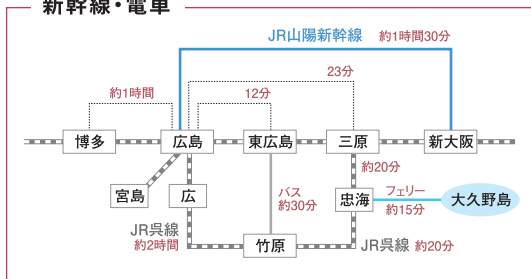 新幹線・電車
JR山陽新幹線 約1時間30分
23分
約1時間
12分
博多
広島
東広島
三原
新大阪
約20分
宮島
広
バス
約30分
忠海
フェリー
約15分
大久野島
JR呉線
約2時間
竹原
JR呉線 約20分